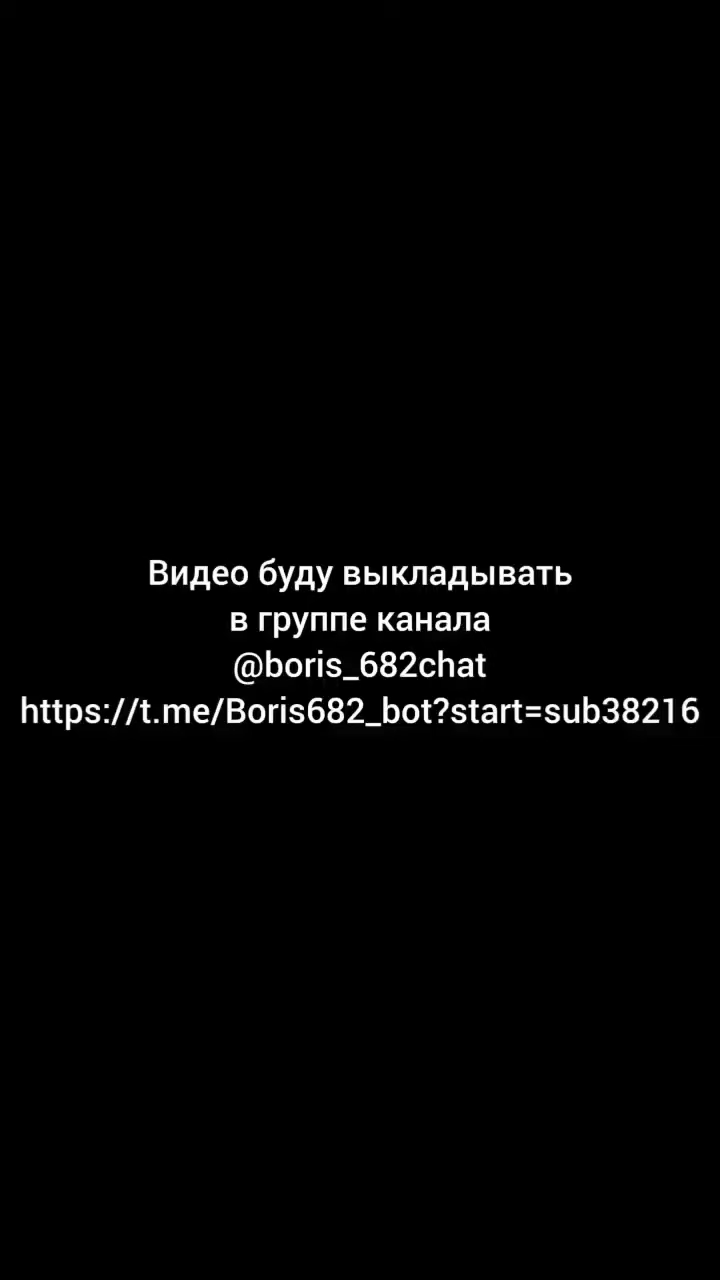 Видео буду выкладывать
в группе канала
@boris_682chat
https://t.me/Boris682_bot?start=sub38216